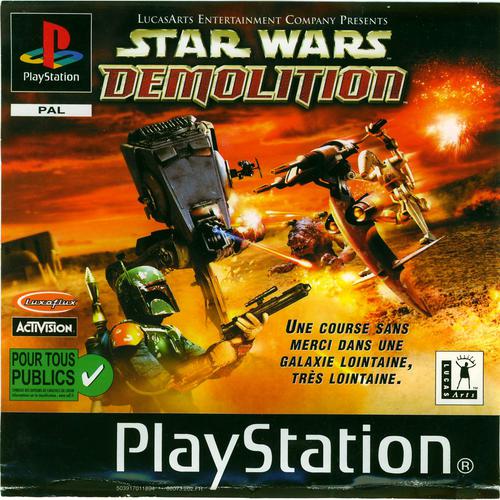 LucasArts Entertainment Company Presents
STAR WARS
DEMOLITION
PlayStation
PAL
luxoflux
ACTIVISION
POUR TOUS
PUBLICS
UNE COURSE SANS
MERCI DANS UNE
GALAXIE LOINTAINE,
TRÈS LOINTAINE.
LUCAS
Arts
PlayStation®